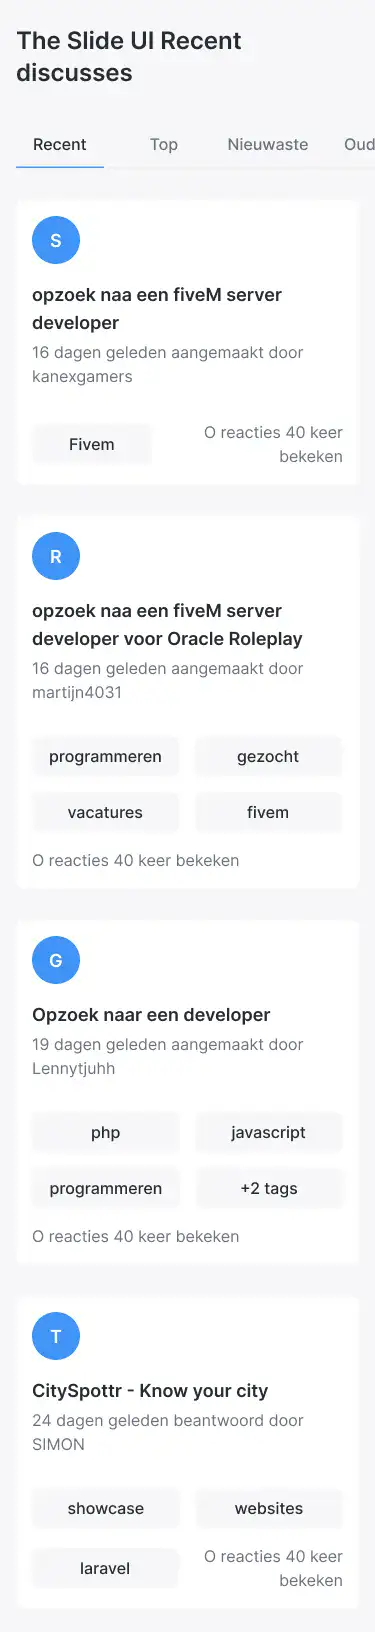 The Slide UI Recent
discusses
Recent Top Nieuwaste Oud
S
opzoek naa een fiveM server
developer
16 dagen geleden aangemaakt door
kanexgamers
Fivem
O reacties 40 keer
bekeken
R
opzoek naa een fiveM server
developer voor Oracle Roleplay
16 dagen geleden aangemaakt door
martijn4031
programmeren gezocht
vacatures fivem
O reacties 40 keer bekeken
G
Opzoek naar een developer
19 dagen geleden aangemaakt door
Lennytjuhh
php javascript
programmeren +2 tags
O reacties 40 keer bekeken
T
CitySpottr - Know your city
24 dagen geleden beantwoord door
SIMON
showcase websites
laravel
O reacties 40 keer
bekeken